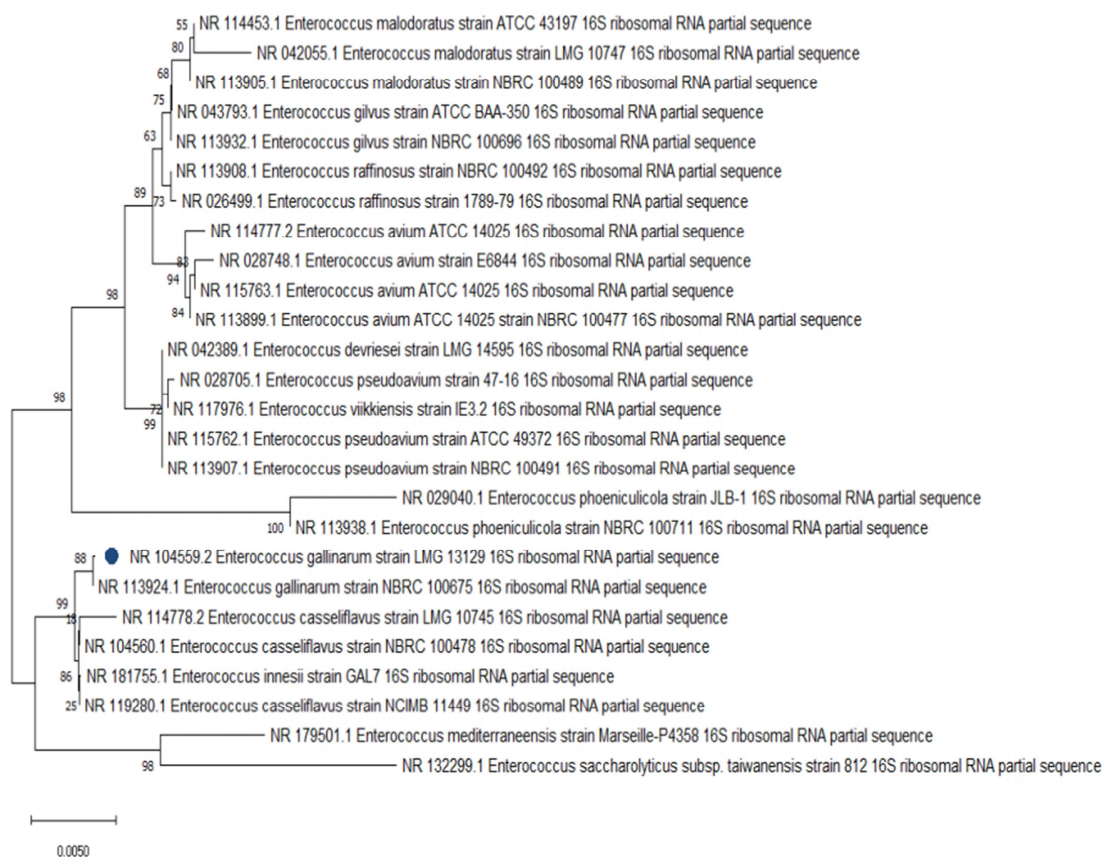 55 NR 114453.1 Enterococcus malodoratus strain ATCC 43197 16S ribosomal RNA partial sequence
80 NR 042055.1 Enterococcus malodoratus strain LMG 10747 16S ribosomal RNA partial sequence
68 NR 113905.1 Enterococcus malodoratus strain NBRC 100489 16S ribosomal RNA partial sequence
75 NR 043793.1 Enterococcus gilvus strain ATCC BAA-350 16S ribosomal RNA partial sequence
63 NR 113932.1 Enterococcus gilvus strain NBRC 100696 16S ribosomal RNA partial sequence
NR 113908.1 Enterococcus raffinosus strain NBRC 100492 16S ribosomal RNA partial sequence
89 73 NR 026499.1 Enterococcus raffinosus strain 1789-79 16S ribosomal RNA partial sequence
NR 114777.2 Enterococcus avium ATCC 14025 16S ribosomal RNA partial sequence
83 NR 028748.1 Enterococcus avium strain E6844 16S ribosomal RNA partial sequence
94 NR 115763.1 Enterococcus avium ATCC 14025 16S ribosomal RNA partial sequence
98
84 NR 113899.1 Enterococcus avium ATCC 14025 strain NBRC 100477 16S ribosomal RNA partial sequence
NR 042389.1 Enterococcus devriesei strain LMG 14595 16S ribosomal RNA partial sequence
NR 028705.1 Enterococcus pseudoavium strain 47-16 16S ribosomal RNA partial sequence
98 72 NR 117976.1 Enterococcus viikkiensis strain IE3.2 16S ribosomal RNA partial sequence
99 NR 115762.1 Enterococcus pseudoavium strain ATCC 49372 16S ribosomal RNA partial sequence
NR 113907.1 Enterococcus pseudoavium strain NBRC 100491 16S ribosomal RNA partial sequence
NR 029040.1 Enterococcus phoeniculicola strain JLB-1 16S ribosomal RNA partial sequence
100 NR 113938.1 Enterococcus phoeniculicola strain NBRC 100711 16S ribosomal RNA partial sequence
88 NR 104559.2 Enterococcus gallinarum strain LMG 13129 16S ribosomal RNA partial sequence
NR 113924.1 Enterococcus gallinarum strain NBRC 100675 16S ribosomal RNA partial sequence
99 NR 114778.2 Enterococcus casseliflavus strain LMG 10745 16S ribosomal RNA partial sequence
NR 104560.1 Enterococcus casseliflavus strain NBRC 100478 16S ribosomal RNA partial sequence
86 NR 181755.1 Enterococcus innesii strain GAL7 16S ribosomal RNA partial sequence
25 NR 119280.1 Enterococcus casseliflavus strain NCIMB 11449 16S ribosomal RNA partial sequence
NR 179501.1 Enterococcus mediterraneensis strain Marseille-P4358 16S ribosomal RNA partial sequence
98 NR 132299.1 Enterococcus saccharolyticus subsp. taiwanensis strain 812 16S ribosomal RNA partial sequence
0.0050